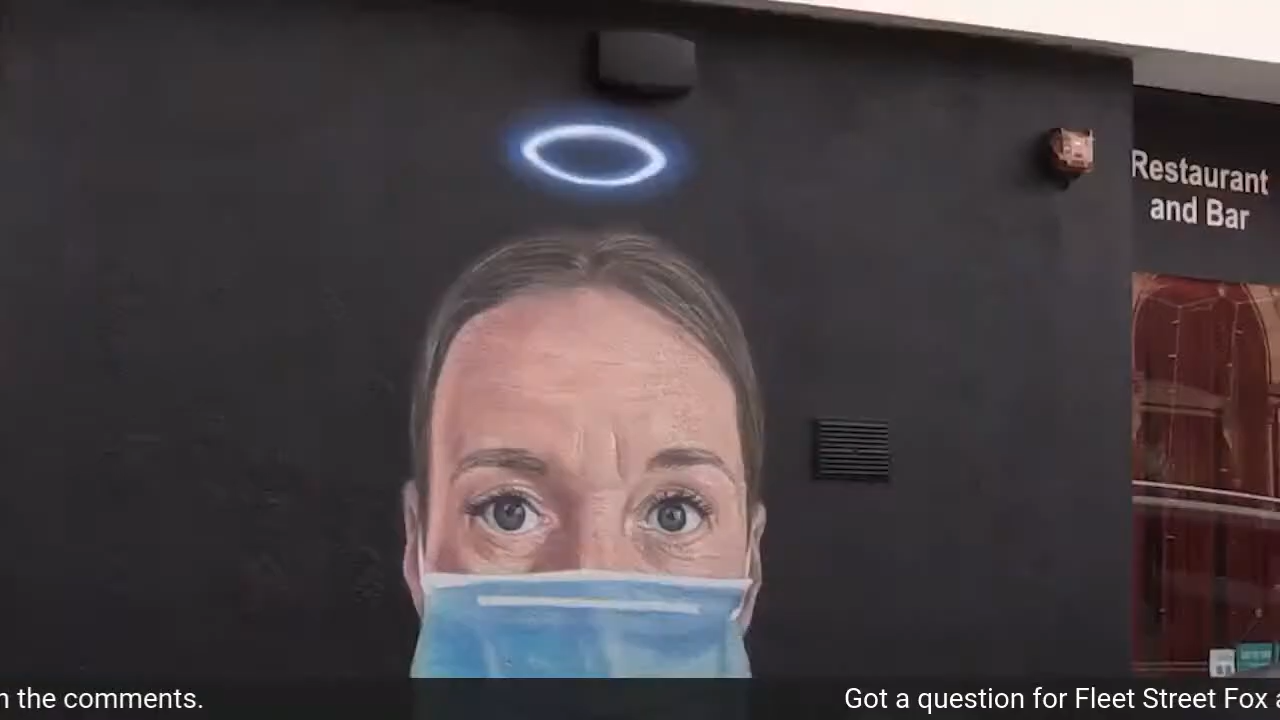 Restaurant
and Bar
n the comments.
Got a question for Fleet Street Fox a